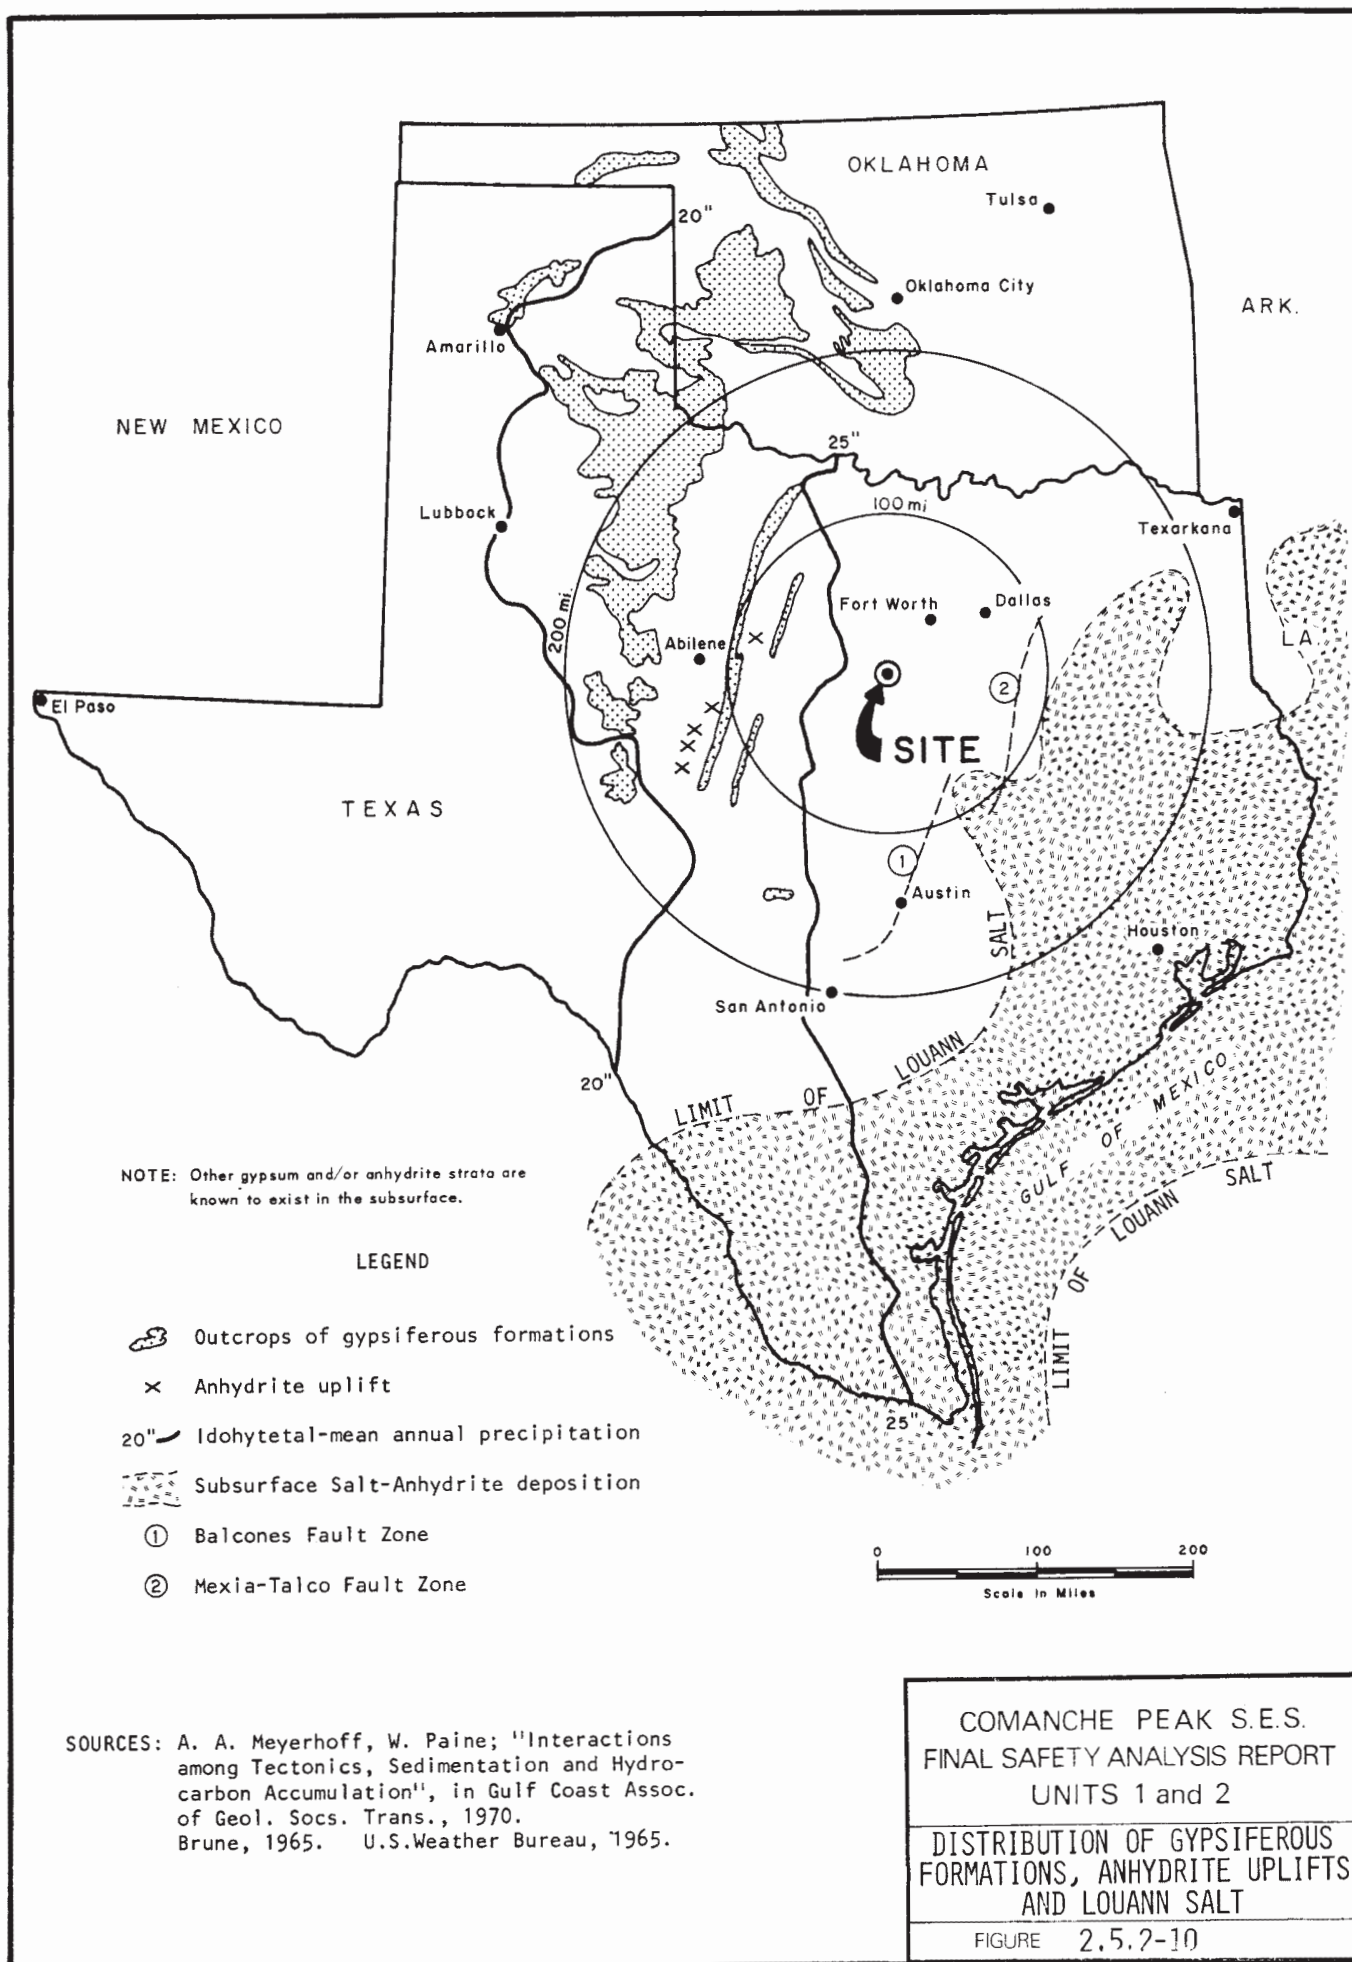 OKLAHOMA
Tulsa
20"
Oklahoma City
ARK.
Amarillo
NEW MEXICO
25"
100 mi
Lubbock
Texarkana
200 mi.
Fort Worth
Dallas
Abilene
LA
2
El Paso
SITE
TEXAS
1
Austin
SALT
Houston
San Antonio
LOUANN
20"
OF
LIMIT
GULF OF MEXICO
NOTE: Other gypsum and/or anhydrite strata are
known to exist in the subsurface.
SALT
LOUANN
OF
LIMIT
25"
LEGEND
Outcrops of gypsiferous formations
× Anhydrite uplift
20" Idohytetal-mean annual precipitation
Subsurface Salt-Anhydrite deposition
1 Balcones Fault Zone
2 Mexia-Talco Fault Zone
0 100 200
Scale In Miles
SOURCES: A. A. Meyerhoff, W. Paine; "Interactions
among Tectonics, Sedimentation and Hydro-
carbon Accumulation", in Gulf Coast Assoc.
of Geol. Socs. Trans., 1970.
Brune, 1965. U.S.Weather Bureau, 1965.
COMANCHE PEAK S.E.S.
FINAL SAFETY ANALYSIS REPORT
UNITS 1 and 2
DISTRIBUTION OF GYPSIFEROUS
FORMATIONS, ANHYDRITE UPLIFTS
AND LOUANN SALT
FIGURE 2.5.2-10